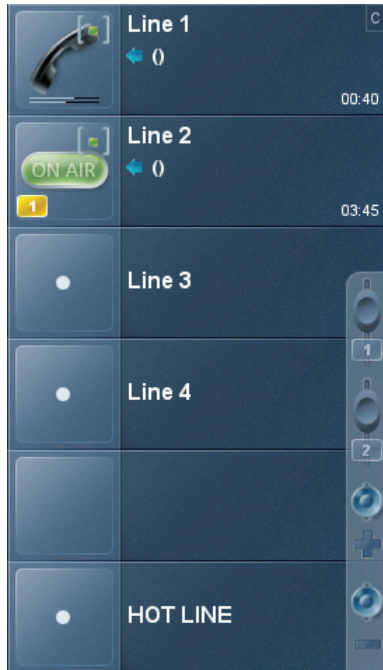 Line 1
C
()
00:40
Line 2
ON AIR
()
1
03:45
Line 3
1
Line 4
2
HOT LINE